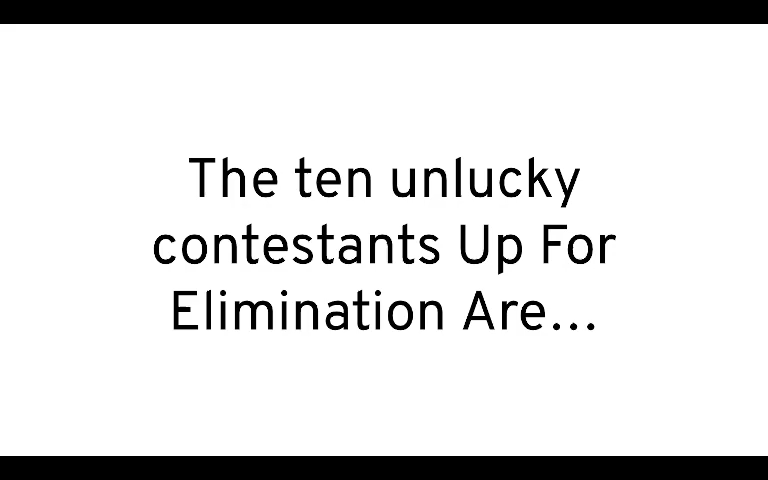 The ten unlucky
contestants Up For
Elimination Are...